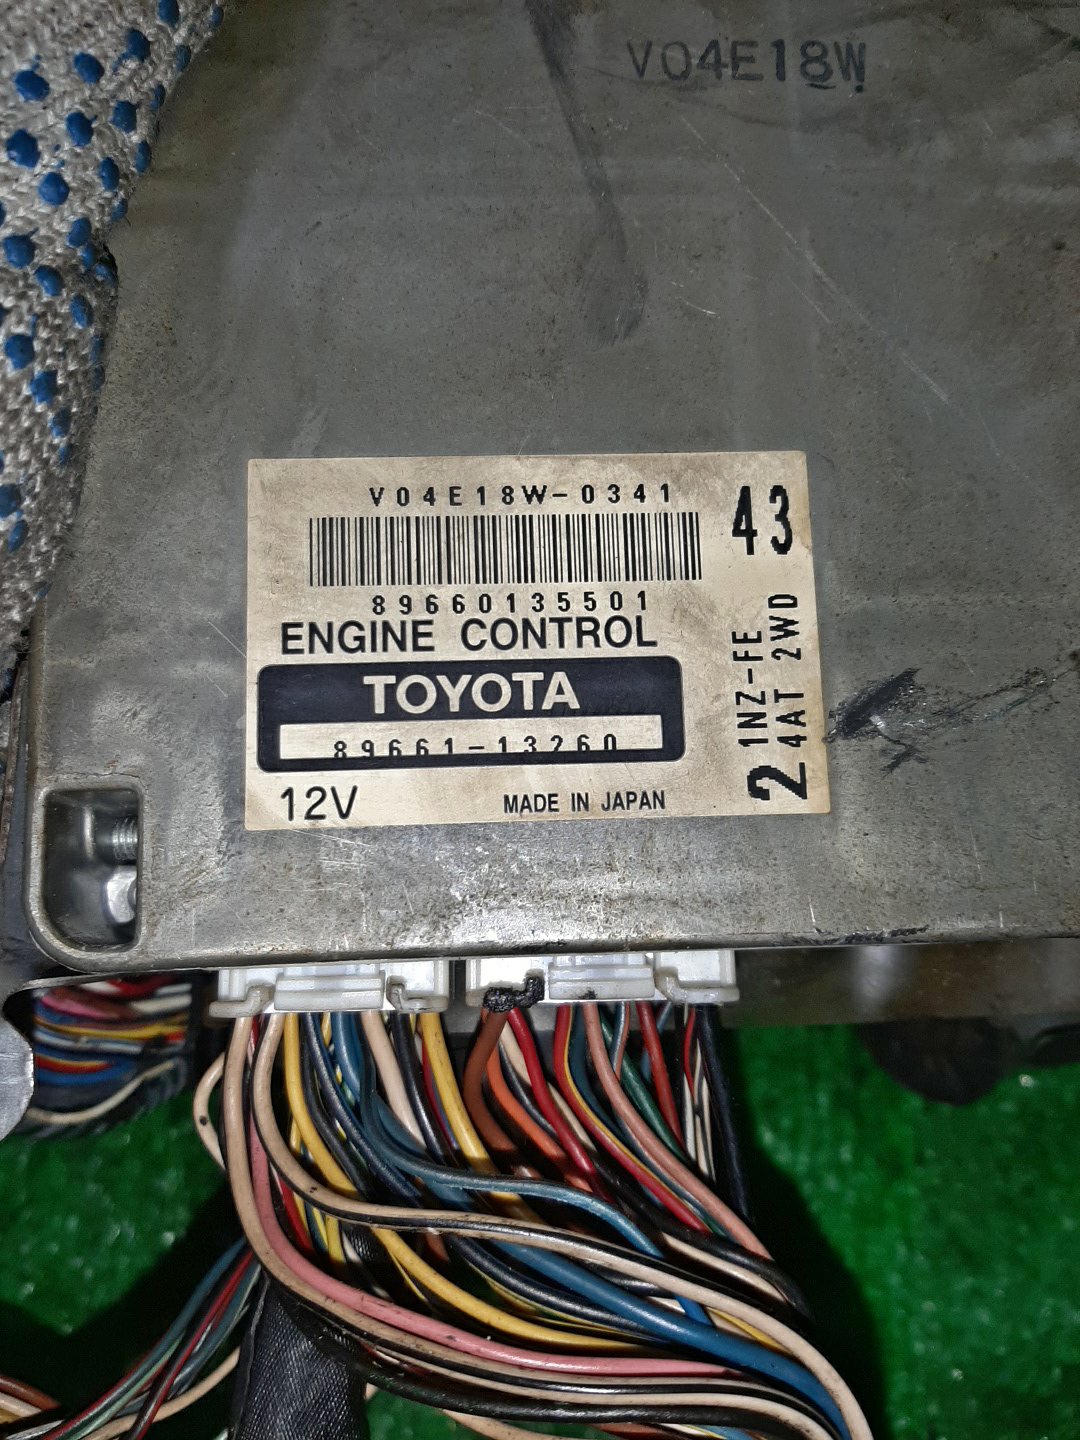 V04E18W
V04E18W-0341
43
89660135501
ENGINE CONTROL
TOYOTA
89661-13260
12V
MADE IN JAPAN
2 1NZ-FE
4AT 2WD